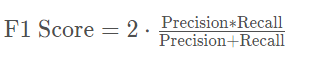 F1 Score = 2 · Precision∗Recall / Precision+Recall